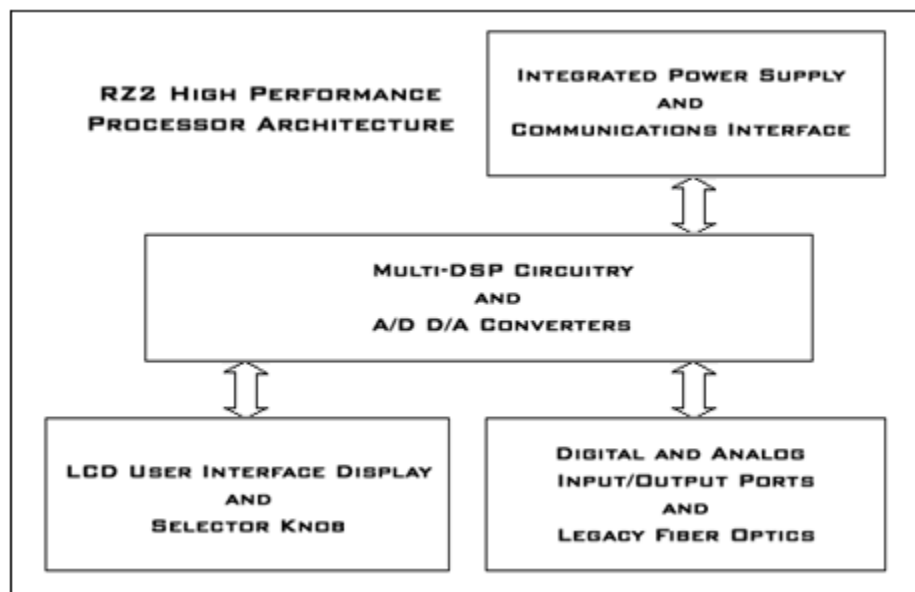 RZ2 High Performance
Processor Architecture
Integrated Power Supply
and
Communications Interface
Multi-DSP Circuitry
and
A/D D/A Converters
LCD User Interface Display
and
Selector Knob
Digital and Analog
Input/Output Ports
and
Legacy Fiber Optics